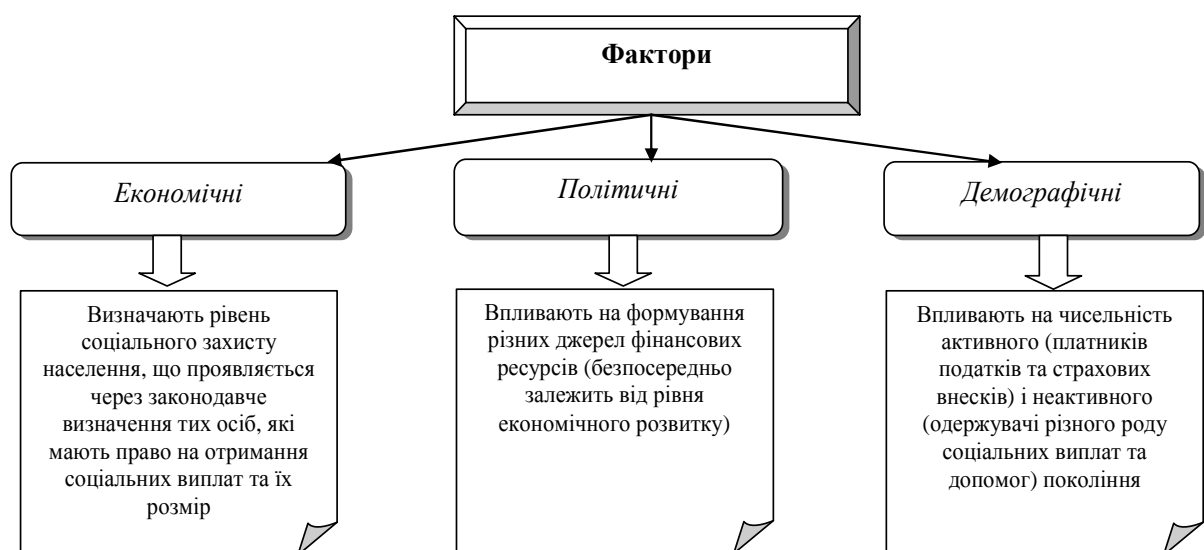 Фактори
Економічні
Політичні
Демографічні
Визначають рівень
соціального захисту
населення, що проявляється
через законодавче
визначення тих осіб, які
мають право на отримання
соціальних виплат та їх
розмір
Впливають на формування
різних джерел фінансових
ресурсів (безпосередньо
залежить від рівня
економічного розвитку)
Впливають на чисельність
активного (платників
податків та страхових
внесків) і неактивного
(одержувачі різного роду
соціальних виплат та
допомог) покоління